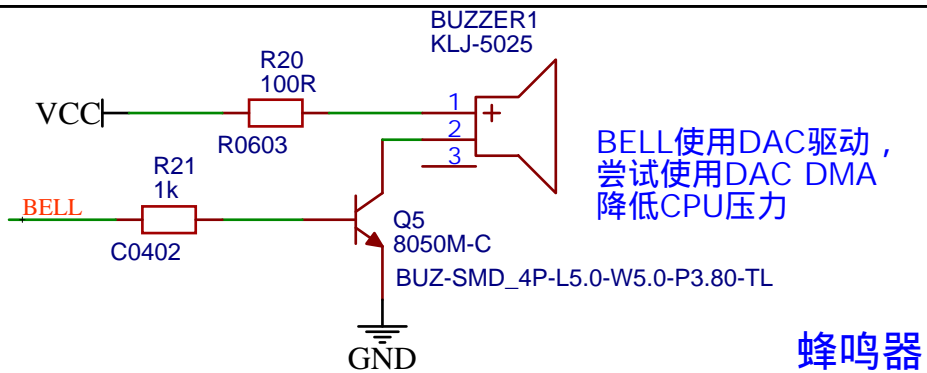 BUZZER1
KLJ-5025
R20
100R
VCC
R0603
1
2
3
BELL使用DAC驱动，
尝试使用DAC DMA
降低CPU压力
R21
1k
BELL
C0402
Q5
8050M-C
BUZ-SMD_4P-L5.0-W5.0-P3.80-TL
GND
蜂鸣器